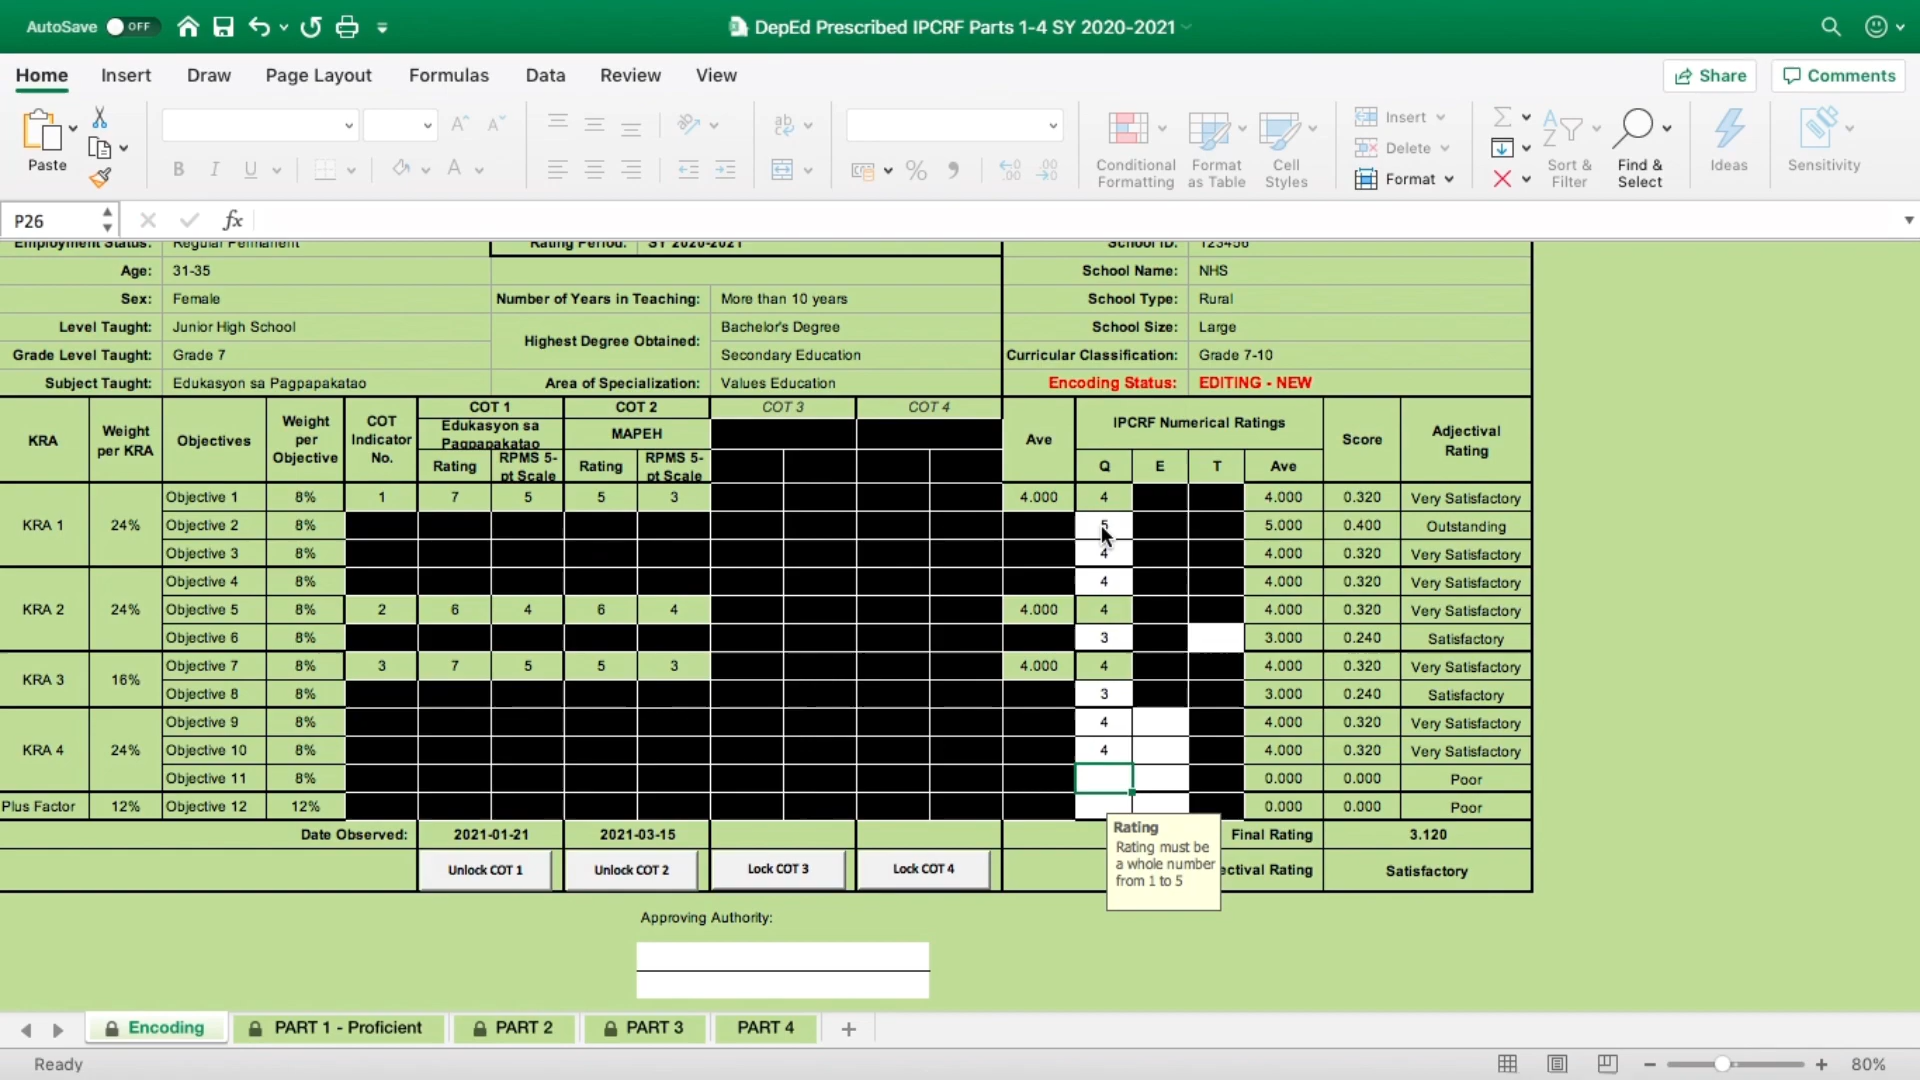 AutoSave OFF DepEd Prescribed IPCRF Parts 1-4 SY 2020-2021
Home Insert Draw Page Layout Formulas Data Review View Share Comments
Paste B I U A A A ab % Conditional Formatting Format as Table Cell Styles Insert Delete Format Sort & Filter Find & Select Ideas Sensitivity
P26 fx
Employment Status: Regular Permanent Rating Period: SY 2020-2021 School ID: 123456
Age: 31-35 School Name: NHS
Sex: Female Number of Years in Teaching: More than 10 years School Type: Rural
Level Taught: Junior High School Highest Degree Obtained: Bachelor's Degree School Size: Large
Grade Level Taught: Grade 7 Secondary Education Curricular Classification: Grade 7-10
Subject Taught: Edukasyon sa Pagpapakatao Area of Specialization: Values Education Encoding Status: EDITING - NEW
KRA Weight per KRA Objectives Weight per Objective COT Indicator No. COT 1 COT 2 COT 3 COT 4 Ave IPCRF Numerical Ratings Score Adjectival Rating
Edukasyon sa Pagpapakatao MAPEH
Rating RPMS 5-pt Scale Rating RPMS 5-pt Scale Q E T Ave
KRA 1 24% Objective 1 8% 1 7 5 5 3 4.000 4 4.000 0.320 Very Satisfactory
Objective 2 8% 5 5.000 0.400 Outstanding
Objective 3 8% 4 4.000 0.320 Very Satisfactory
KRA 2 24% Objective 4 8% 4 4.000 0.320 Very Satisfactory
Objective 5 8% 2 6 4 6 4 4.000 4 4.000 0.320 Very Satisfactory
Objective 6 8% 3 3.000 0.240 Satisfactory
KRA 3 16% Objective 7 8% 3 7 5 5 3 4.000 4 4.000 0.320 Very Satisfactory
Objective 8 8% 3 3.000 0.240 Satisfactory
KRA 4 24% Objective 9 8% 4 4.000 0.320 Very Satisfactory
Objective 10 8% 4 4.000 0.320 Very Satisfactory
Objective 11 8% 0.000 0.000 Poor
Plus Factor 12% Objective 12 12% 0.000 0.000 Poor
Date Observed: 2021-01-21 2021-03-15 Final Rating 3.120
Unlock COT 1 Unlock COT 2 Lock COT 3 Lock COT 4 ectival Rating Satisfactory
Rating
Rating must be
a whole number
from 1 to 5
Approving Authority:
Encoding PART 1 - Proficient PART 2 PART 3 PART 4
Ready 80%